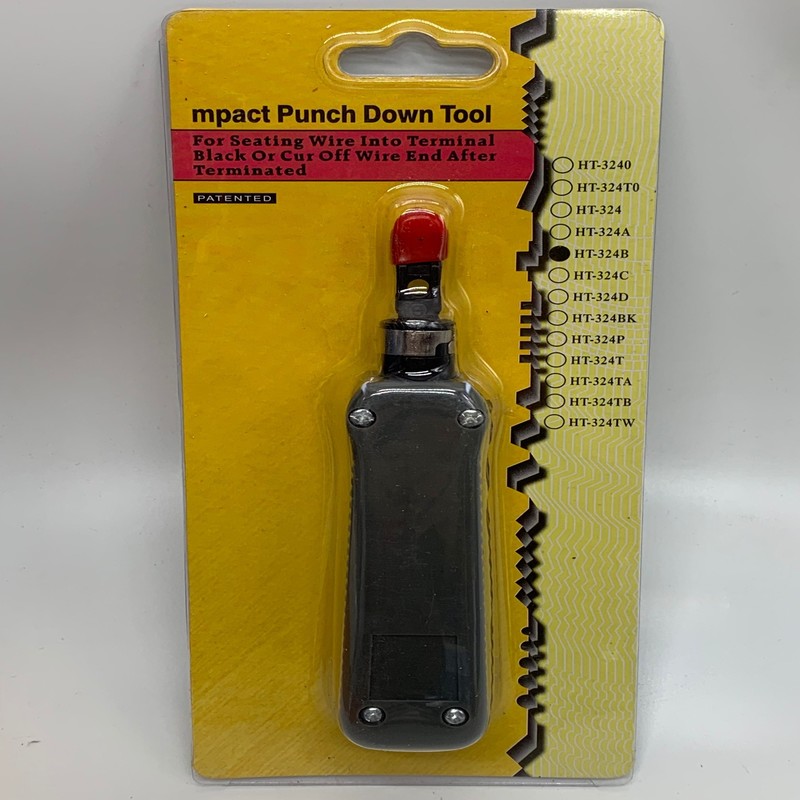 mpact Punch Down Tool
For Seating Wire Into Terminal
Black Or Cur Off Wire End After
Terminated
PATENTED
HT-3240
HT-324T0
HT-324
HT-324A
HT-324B
HT-324C
HT-324D
HT-324BK
HT-324P
HT-324T
HT-324TA
HT-324TB
HT-324TW